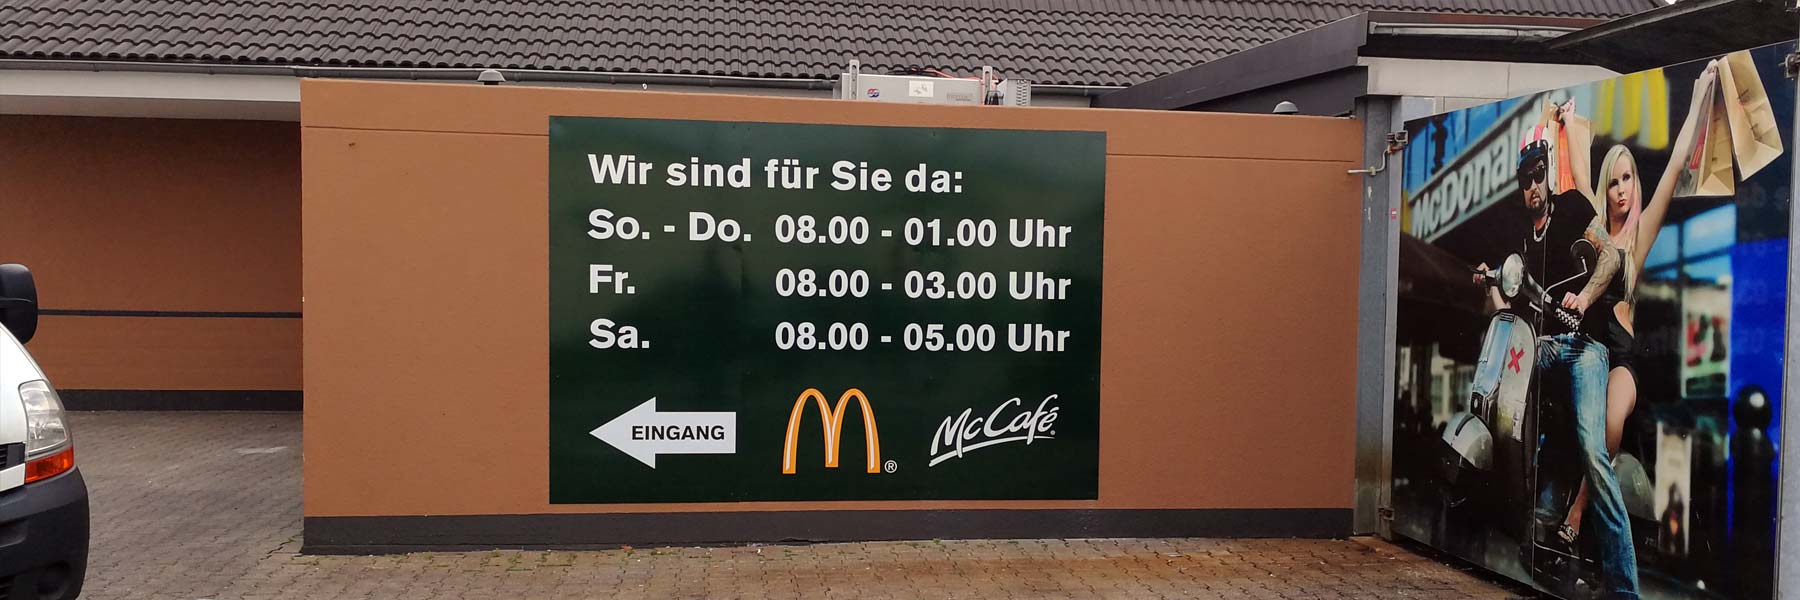 Wir sind für Sie da:
So. - Do. 08.00 - 01.00 Uhr
Fr. 08.00 - 03.00 Uhr
Sa. 08.00 - 05.00 Uhr
EINGANG
M®
McCafé®
McDonald